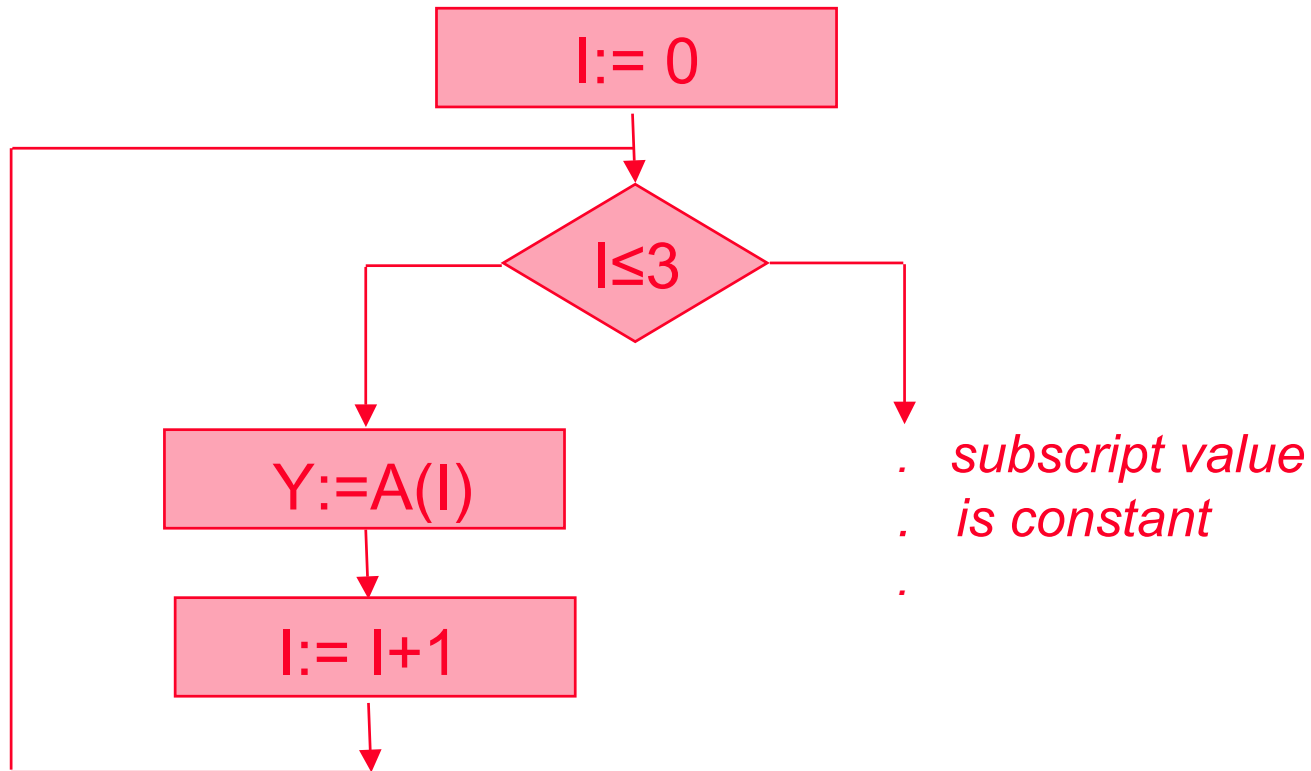 I:= 0
I≤3
Y:=A(I)
I:= I+1
. subscript value
. is constant
.